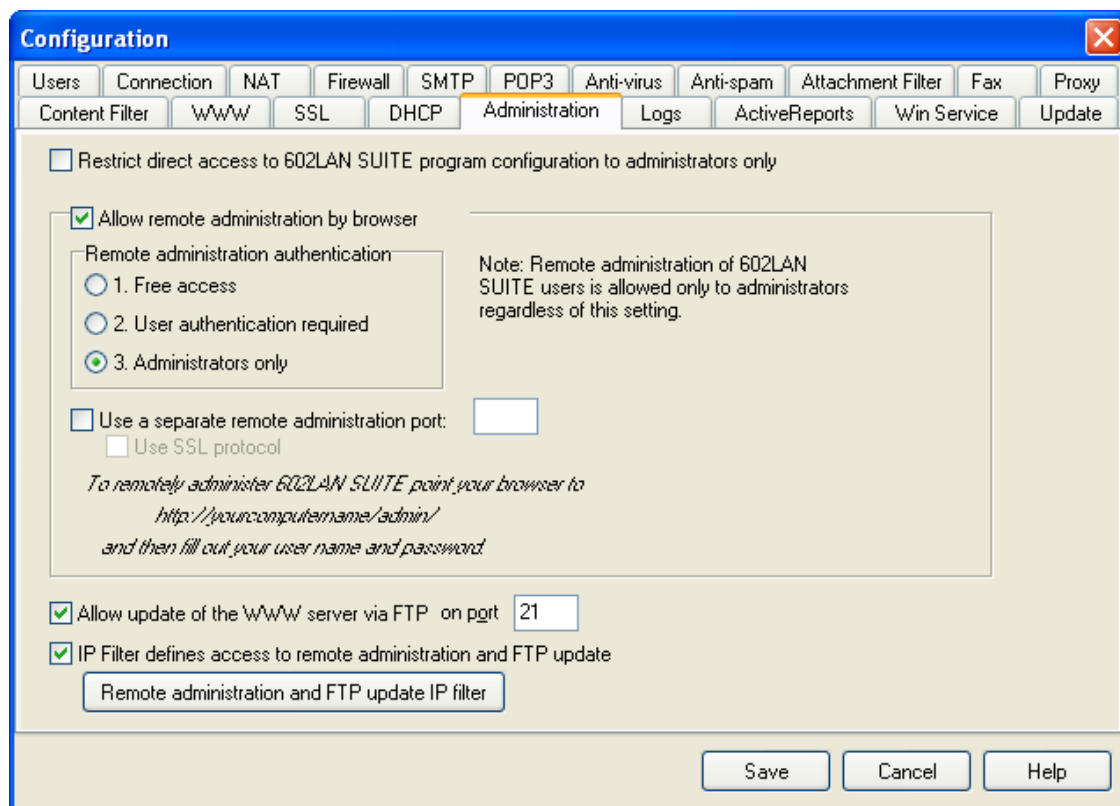 Configuration
Users Connection NAT Firewall SMTP POP3 Anti-virus Anti-spam Attachment Filter Fax Proxy
Content Filter WWW SSL DHCP Administration Logs ActiveReports Win Service Update
Restrict direct access to 602LAN SUITE program configuration to administrators only
Allow remote administration by browser
Remote administration authentication
1. Free access
2. User authentication required
3. Administrators only
Note: Remote administration of 602LAN
SUITE users is allowed only to administrators
regardless of this setting.
Use a separate remote administration port:
Use SSL protocol
To remotely administer 602LAN SUITE point your browser to
http://yourcomputername/admin/
and then fill out your user name and password
Allow update of the WWW server via FTP on port 21
IP Filter defines access to remote administration and FTP update
Remote administration and FTP update IP filter
Save Cancel Help